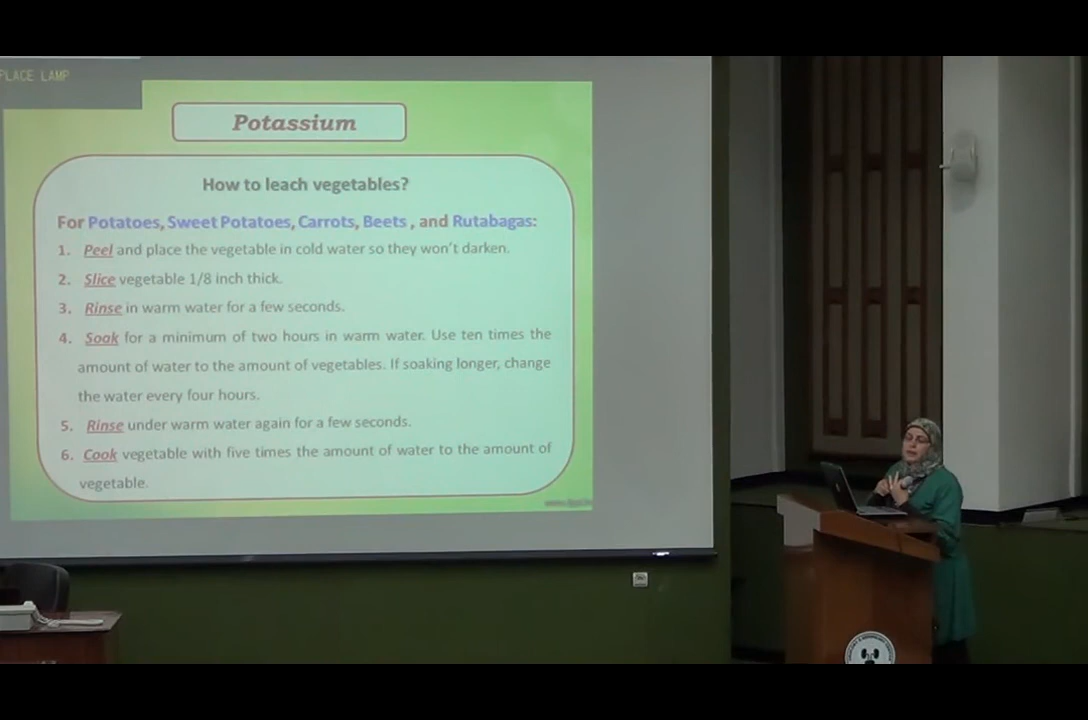 PLACE LAMP
Potassium
How to leach vegetables?
For Potatoes, Sweet Potatoes, Carrots, Beets , and Rutabagas:
1. Peel and place the vegetable in cold water so they won't darken.
2. Slice vegetable 1/8 inch thick.
3. Rinse in warm water for a few seconds.
4. Soak for a minimum of two hours in warm water. Use ten times the
amount of water to the amount of vegetables. If soaking longer, change
the water every four hours.
5. Rinse under warm water again for a few seconds.
6. Cook vegetable with five times the amount of water to the amount of
vegetable.